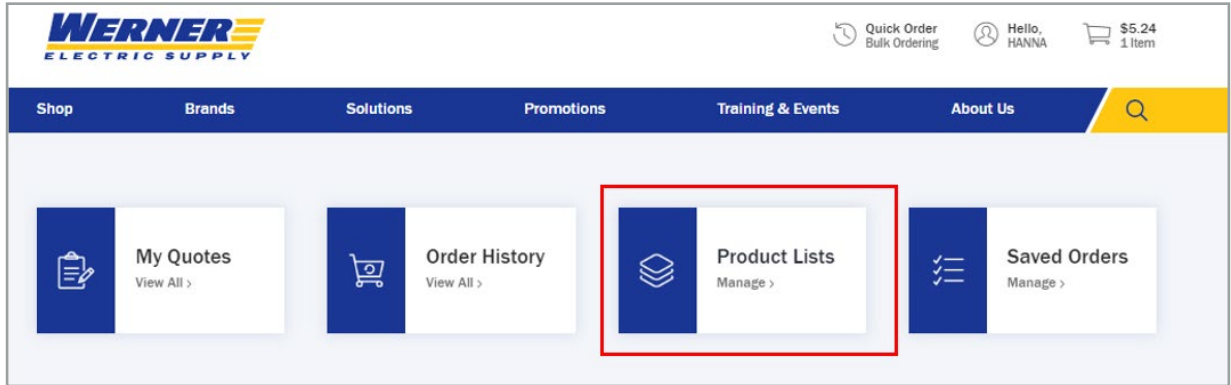 WERNER
ELECTRIC SUPPLY
Quick Order
Bulk Ordering
Hello,
HANNA
$5.24
1 Item
Shop
Brands
Solutions
Promotions
Training & Events
About Us
My Quotes
View All >
Order History
View All >
Product Lists
Manage >
Saved Orders
Manage >